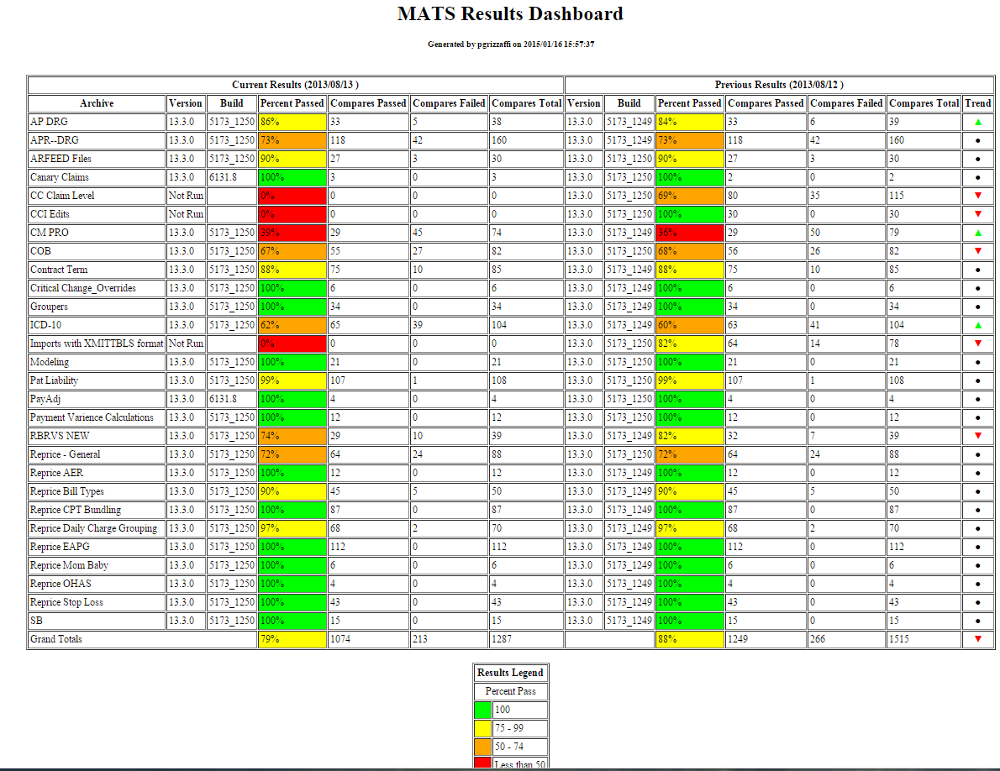 MATS Results Dashboard
Generated by pgrizzaffi on 2015/01/16 15:57:37
Current Results (2013/08/13 ) Previous Results (2013/08/12 )
Archive Version Build Percent Passed Compares Passed Compares Failed Compares Total Version Build Percent Passed Compares Passed Compares Failed Compares Total Trend
AP DRG 13.3.0 5173_1250 86% 33 5 38 13.3.0 5173_1249 84% 33 6 39 ▲
APR--DRG 13.3.0 5173_1250 73% 118 42 160 13.3.0 5173_1249 73% 118 42 160 ●
ARFEED Files 13.3.0 5173_1250 90% 27 3 30 13.3.0 5173_1250 90% 27 3 30 ●
Canary Claims 13.3.0 6131.8 100% 3 0 3 13.3.0 5173_1250 100% 2 0 2 ●
CC Claim Level Not Run 0% 0 0 0 13.3.0 5173_1250 69% 80 35 115 ▼
CCI Edits Not Run 0% 0 0 0 13.3.0 5173_1250 100% 30 0 30 ▼
CM PRO 13.3.0 5173_1250 39% 29 45 74 13.3.0 5173_1249 36% 29 50 79 ▲
COB 13.3.0 5173_1250 67% 55 27 82 13.3.0 5173_1250 68% 56 26 82 ▼
Contract Term 13.3.0 5173_1250 88% 75 10 85 13.3.0 5173_1249 88% 75 10 85 ●
Critical Change_Overrides 13.3.0 5173_1250 100% 6 0 6 13.3.0 5173_1249 100% 6 0 6 ●
Groupers 13.3.0 5173_1250 100% 34 0 34 13.3.0 5173_1249 100% 34 0 34 ●
ICD-10 13.3.0 5173_1250 62% 65 39 104 13.3.0 5173_1249 60% 63 41 104 ▲
Imports with XMITTBLS format Not Run 0% 0 0 0 13.3.0 5173_1250 82% 64 14 78 ▼
Modeling 13.3.0 5173_1250 100% 21 0 21 13.3.0 5173_1250 100% 21 0 21 ●
Pat Liability 13.3.0 5173_1250 99% 107 1 108 13.3.0 5173_1250 99% 107 1 108 ●
PayAdj 13.3.0 6131.8 100% 4 0 4 13.3.0 5173_1250 100% 4 0 4 ●
Payment Varience Calculations 13.3.0 5173_1250 100% 12 0 12 13.3.0 5173_1250 100% 12 0 12 ●
RBRVS NEW 13.3.0 5173_1250 74% 29 10 39 13.3.0 5173_1249 82% 32 7 39 ▼
Reprice - General 13.3.0 5173_1250 72% 64 24 88 13.3.0 5173_1249 72% 64 24 88 ●
Reprice AER 13.3.0 5173_1250 100% 12 0 12 13.3.0 5173_1249 100% 12 0 12 ●
Reprice Bill Types 13.3.0 5173_1250 90% 45 5 50 13.3.0 5173_1249 90% 45 5 50 ●
Reprice CPT Bundling 13.3.0 5173_1250 100% 87 0 87 13.3.0 5173_1249 100% 87 0 87 ●
Reprice Daily Charge Grouping 13.3.0 5173_1250 97% 68 2 70 13.3.0 5173_1249 97% 68 2 70 ●
Reprice EAPG 13.3.0 5173_1250 100% 112 0 112 13.3.0 5173_1249 100% 112 0 112 ●
Reprice Mom Baby 13.3.0 5173_1250 100% 6 0 6 13.3.0 5173_1249 100% 6 0 6 ●
Reprice OHAS 13.3.0 5173_1250 100% 4 0 4 13.3.0 5173_1249 100% 4 0 4 ●
Reprice Stop Loss 13.3.0 5173_1250 100% 43 0 43 13.3.0 5173_1249 100% 43 0 43 ●
SB 13.3.0 5173_1250 100% 15 0 15 13.3.0 5173_1249 100% 15 0 15 ●
Grand Totals 79% 1074 213 1287 88% 1249 266 1515 ▼
Results Legend
Percent Pass
100
75 - 99
50 - 74
Less than 50